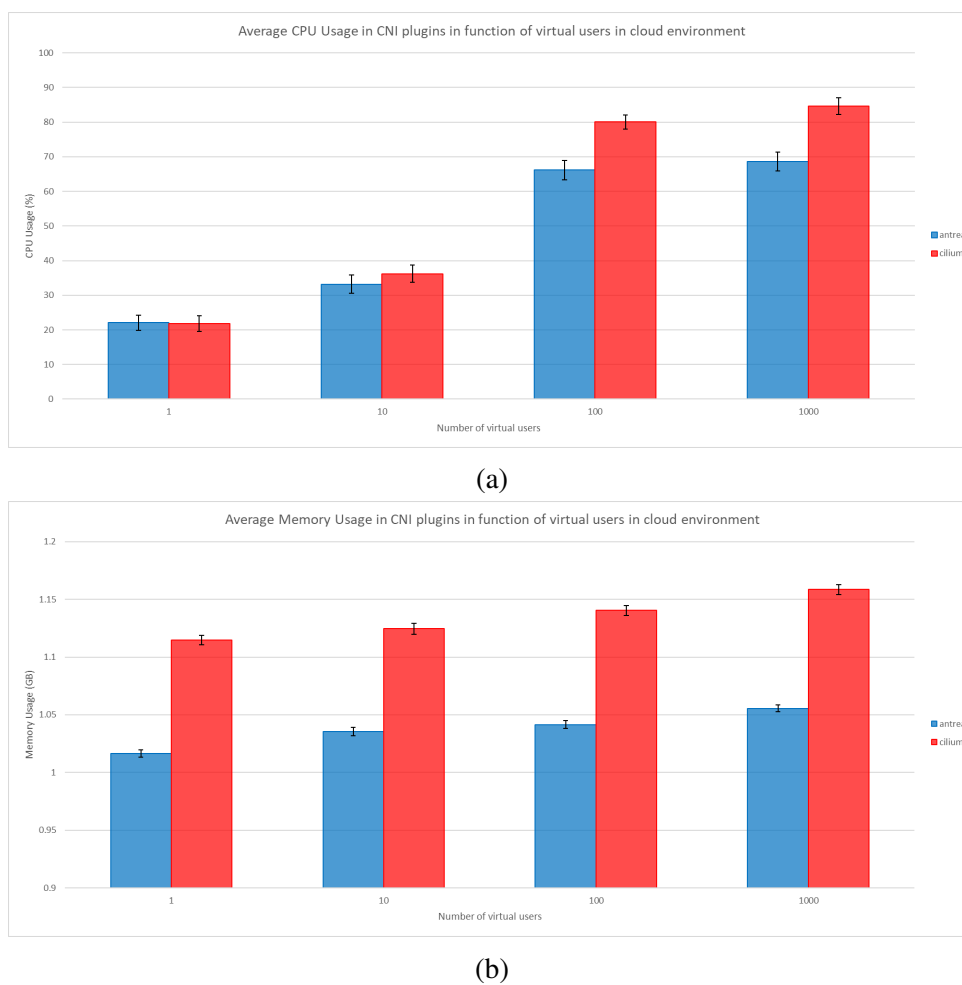 Average CPU Usage in CNI plugins in function of virtual users in cloud environment
100
90
80
70
60
50
40
30
20
10
0
CPU Usage (%)
1 10 100 1000
Number of virtual users
antrea
cilium
(a)
Average Memory Usage in CNI plugins in function of virtual users in cloud environment
1.2
1.15
1.1
1.05
1
0.95
0.9
Memory Usage (GB)
1 10 100 1000
Number of virtual users
antrea
cilium
(b)